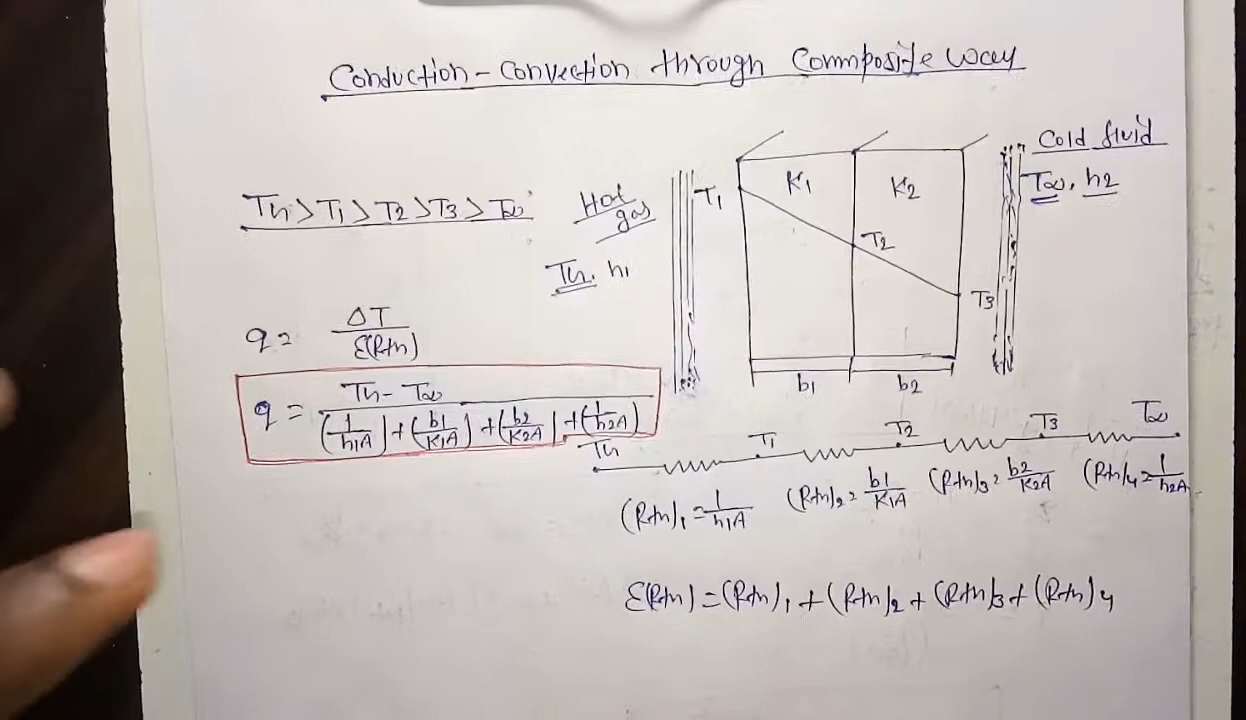 Conduction - Convection through Commposite Way
Th > T1 > T2 > T3 > T∞
Hot
gas
Th, h1
T1
K1
K2
T2
T3
Cold fluid
T∞, h2
b1
b2
q = ΔT / Σ(Rth)
q = Th - T∞ / (1/h1A) + (b1/K1A) + (b2/K2A) + (1/h2A)
Th
T1
T2
T3
T∞
(Rth)1 = 1/h1A
(Rth)2 = b1/K1A
(Rth)3 = b2/K2A
(Rth)4 = 1/h2A
Σ(Rth) = (Rth)1 + (Rth)2 + (Rth)3 + (Rth)4